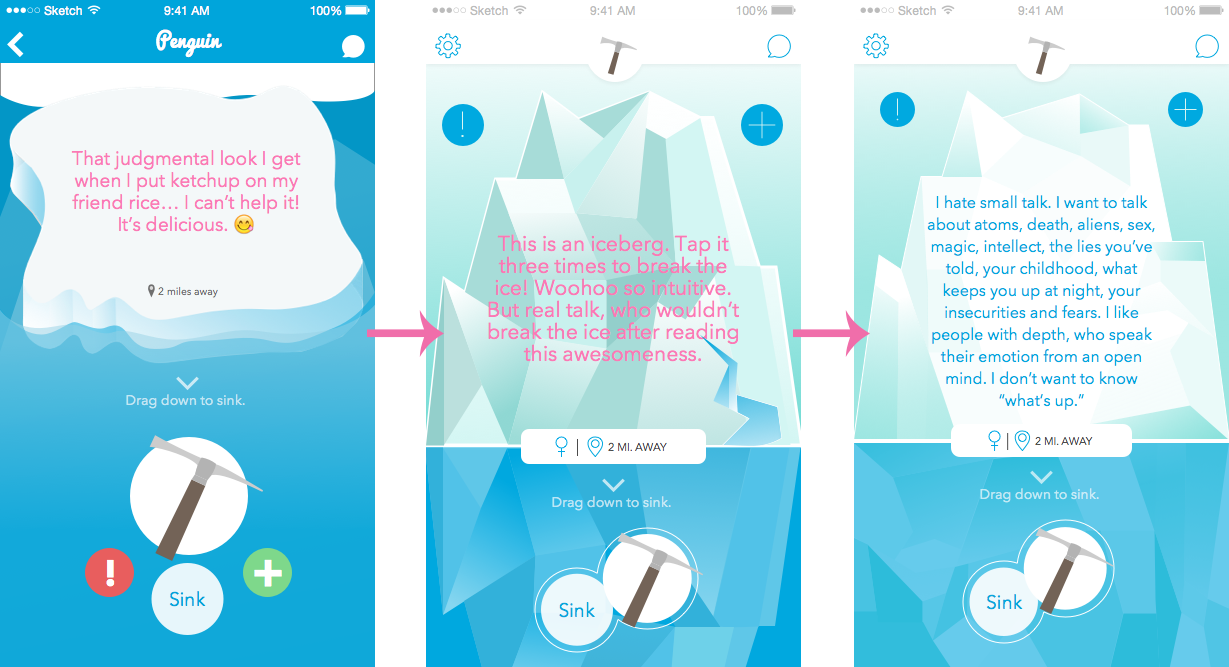 ●●●○○ Sketch 9:41 AM 100%
Penguin
That judgmental look I get
when I put ketchup on my
friend rice... I can't help it!
It's delicious. 😋
2 miles away
Drag down to sink.
!
+
Sink
●●●○○ Sketch 9:41 AM 100%
!
+
This is an iceberg. Tap it
three times to break the
ice! Woohoo so intuitive.
But real talk, who wouldn't
break the ice after reading
this awesomeness.
♀ | 2 MI. AWAY
Drag down to sink.
Sink
●●●○○ Sketch 9:41 AM 100%
!
+
I hate small talk. I want to talk
about atoms, death, aliens, sex,
magic, intellect, the lies you've
told, your childhood, what
keeps you up at night, your
insecurities and fears. I like
people with depth, who speak
their emotion from an open
mind. I don't want to know
“what's up.”
♀ | 2 MI. AWAY
Drag down to sink.
Sink